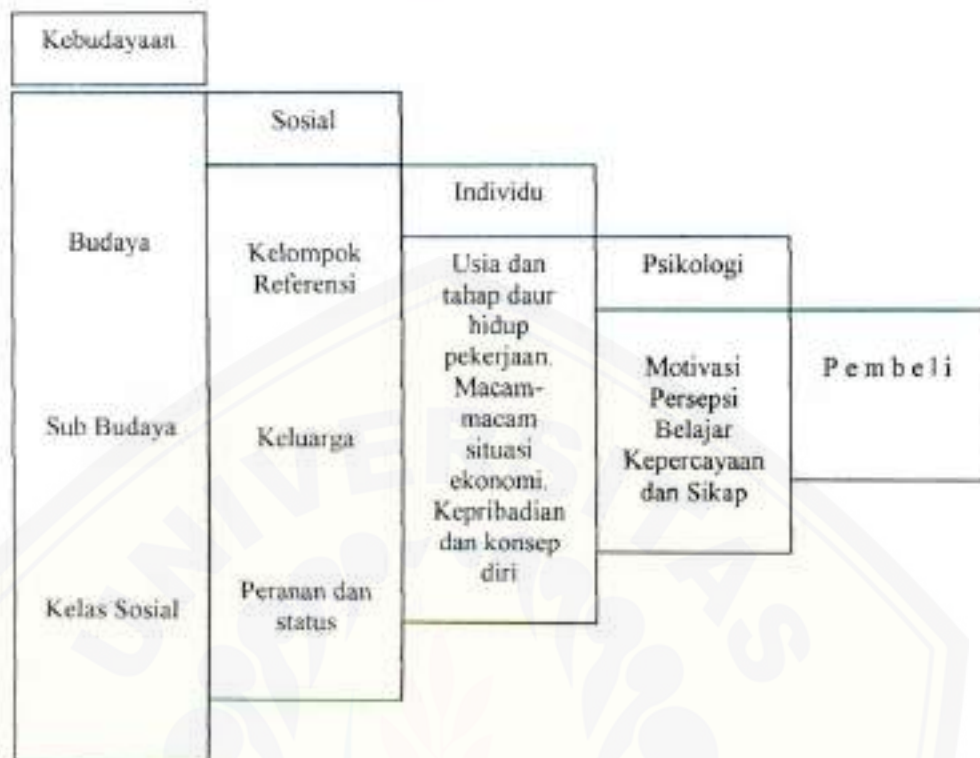 Kebudayaan
Budaya
Sub Budaya
Kelas Sosial
Sosial
Kelompok
Referensi
Keluarga
Peranan dan
status
Individu
Usia dan
tahap daur
hidup
pekerjaan.
Macam-
macam
situasi
ekonomi.
Kepribadian
dan konsep
diri
Psikologi
Motivasi
Persepsi
Belajar
Kepercayaan
dan Sikap
Pembeli
UNIVERSITAS